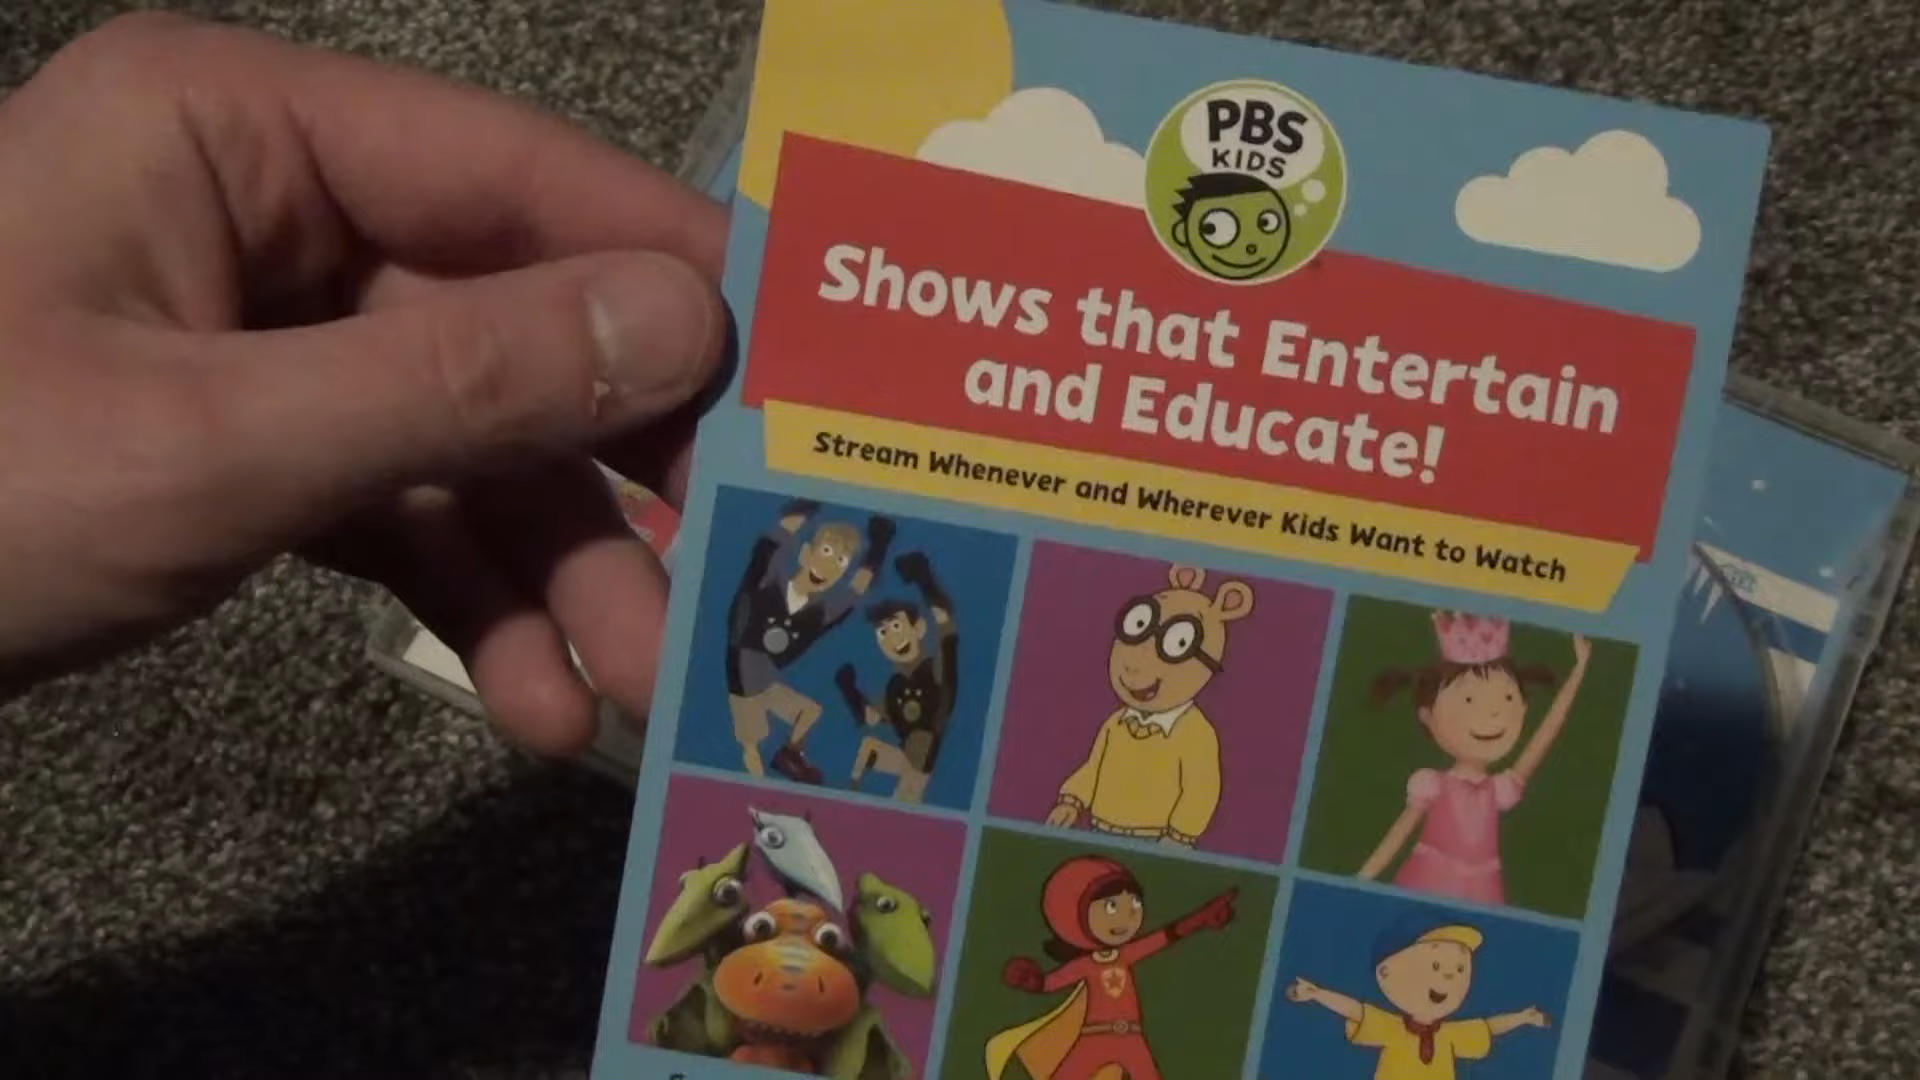 PBS
KIDS
Shows that Entertain
and Educate!
Stream Whenever and Wherever Kids Want to Watch